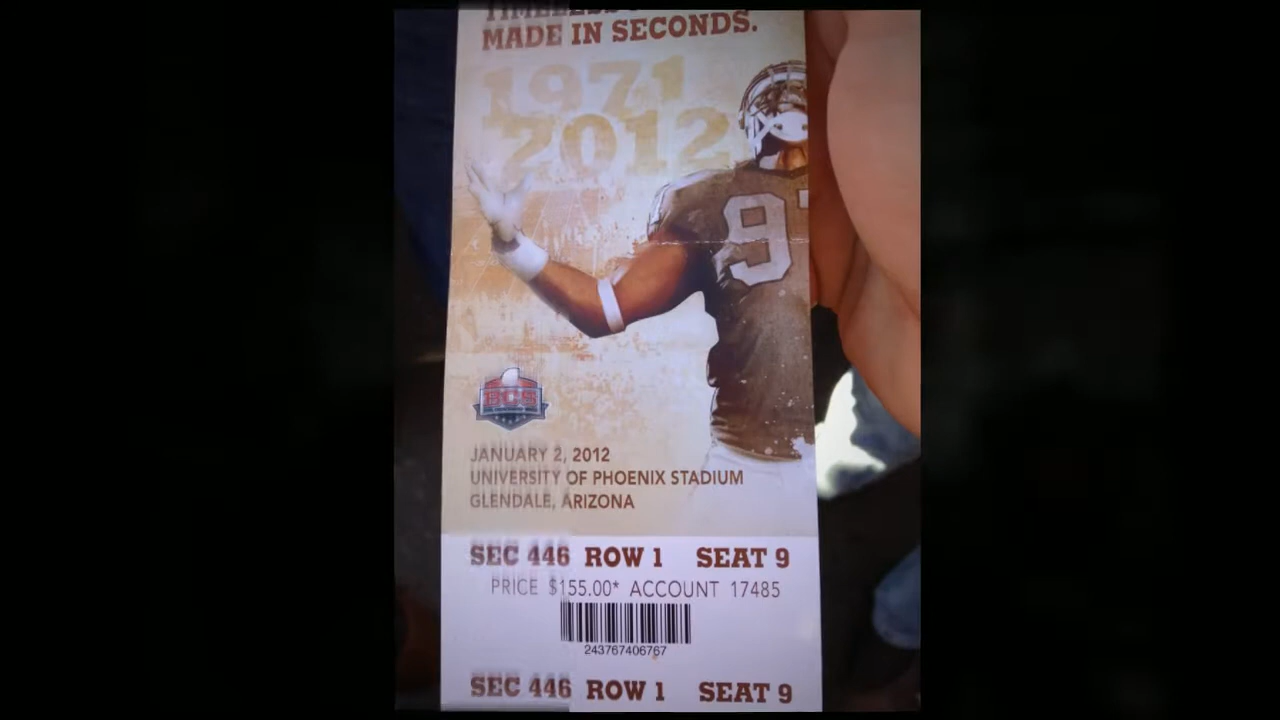 TIMELESS
MADE IN SECONDS.
1971
2012
97
BCS
JANUARY 2, 2012
UNIVERSITY OF PHOENIX STADIUM
GLENDALE, ARIZONA
SEC 446 ROW 1 SEAT 9
PRICE $155.00* ACCOUNT 17485
243767406767
SEC 446 ROW 1 SEAT 9